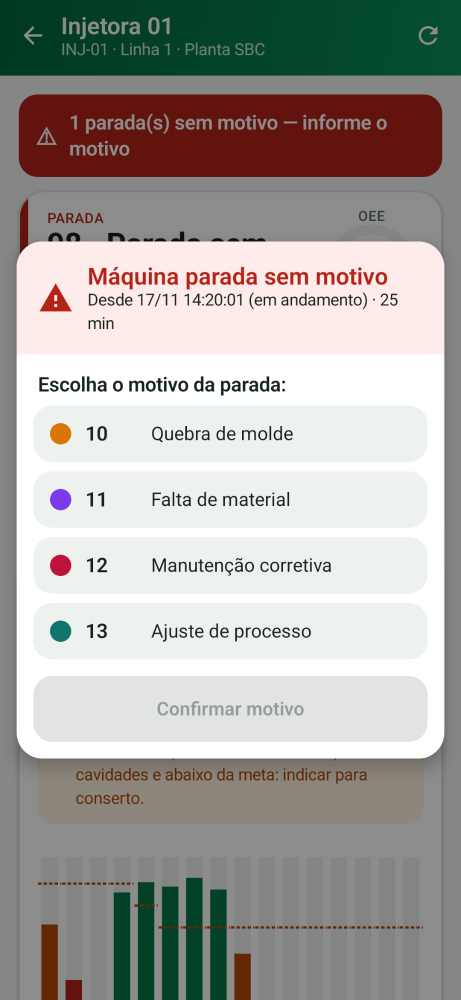 Injetora 01
INJ-01 · Linha 1 · Planta SBC
1 parada(s) sem motivo — informe o
motivo
PARADA
OEE
Máquina parada sem motivo
Desde 17/11 14:20:01 (em andamento) · 25
min
Escolha o motivo da parada:
10 Quebra de molde
11 Falta de material
12 Manutenção corretiva
13 Ajuste de processo
Confirmar motivo
cavidades e abaixo da meta: indicar para
conserto.